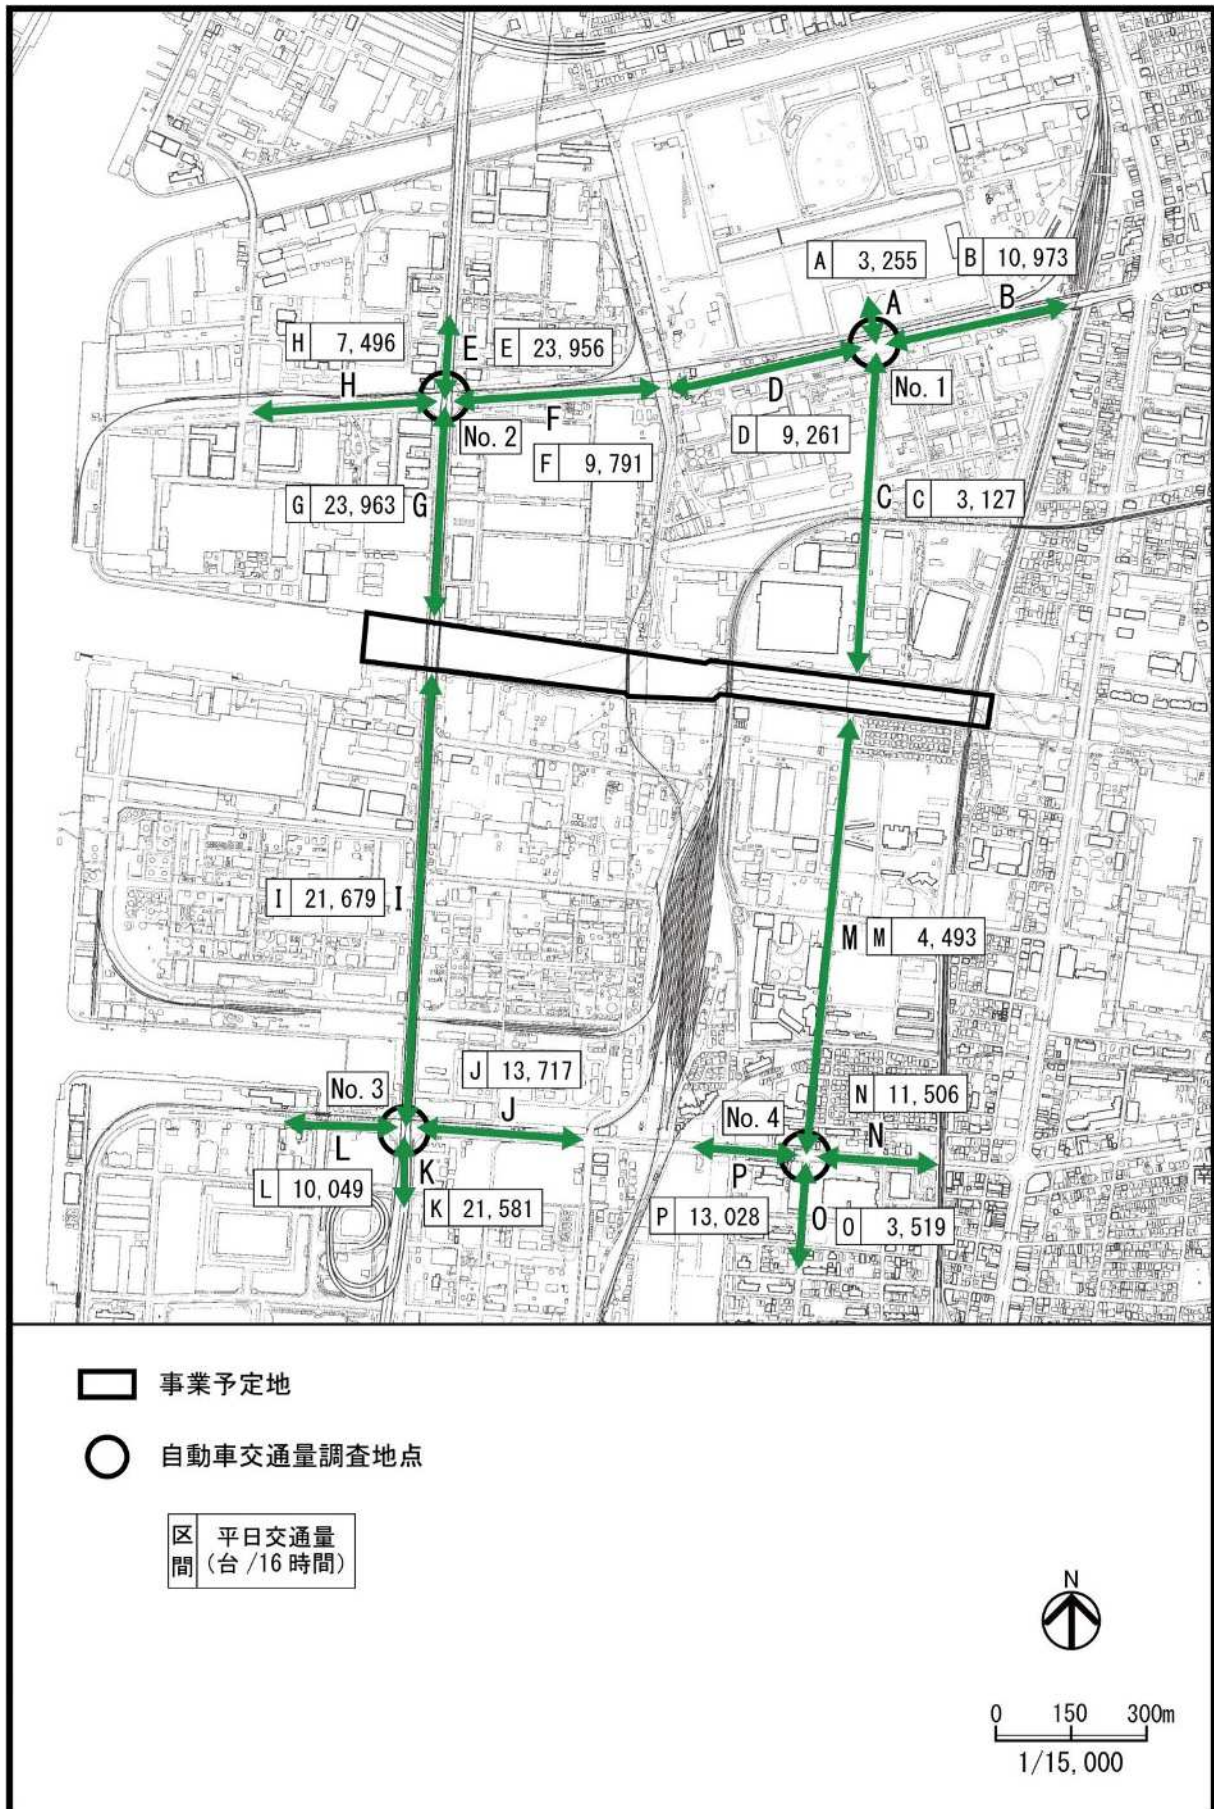 A 3,255
B 10,973
A
B
H 7,496
E
E 23,956
H
No. 1
D
F
No. 2
D 9,261
F 9,791
G 23,963
G
C
C 3,127
I 21,679
I
M
M 4,493
J 13,717
No. 3
J
N 11,506
No. 4
N
L
K
P
L 10,049
K 21,581
P 13,028
O
O 3,519
南
事業予定地
自動車交通量調査地点
区間
平日交通量
(台/16時間)
N
0 150 300m
1/15,000